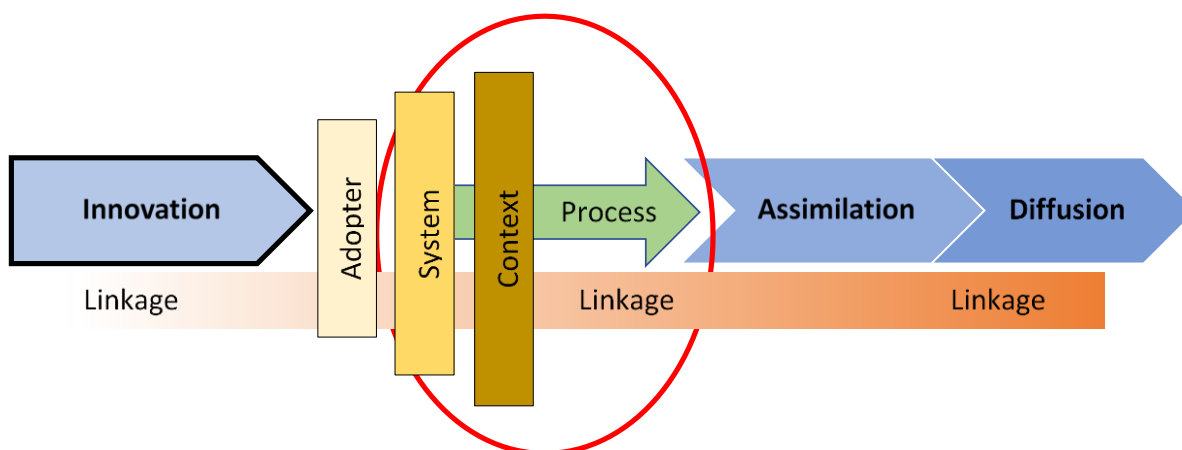 Innovation
Adopter
System
Context
Process
Assimilation
Diffusion
Linkage
Linkage
Linkage